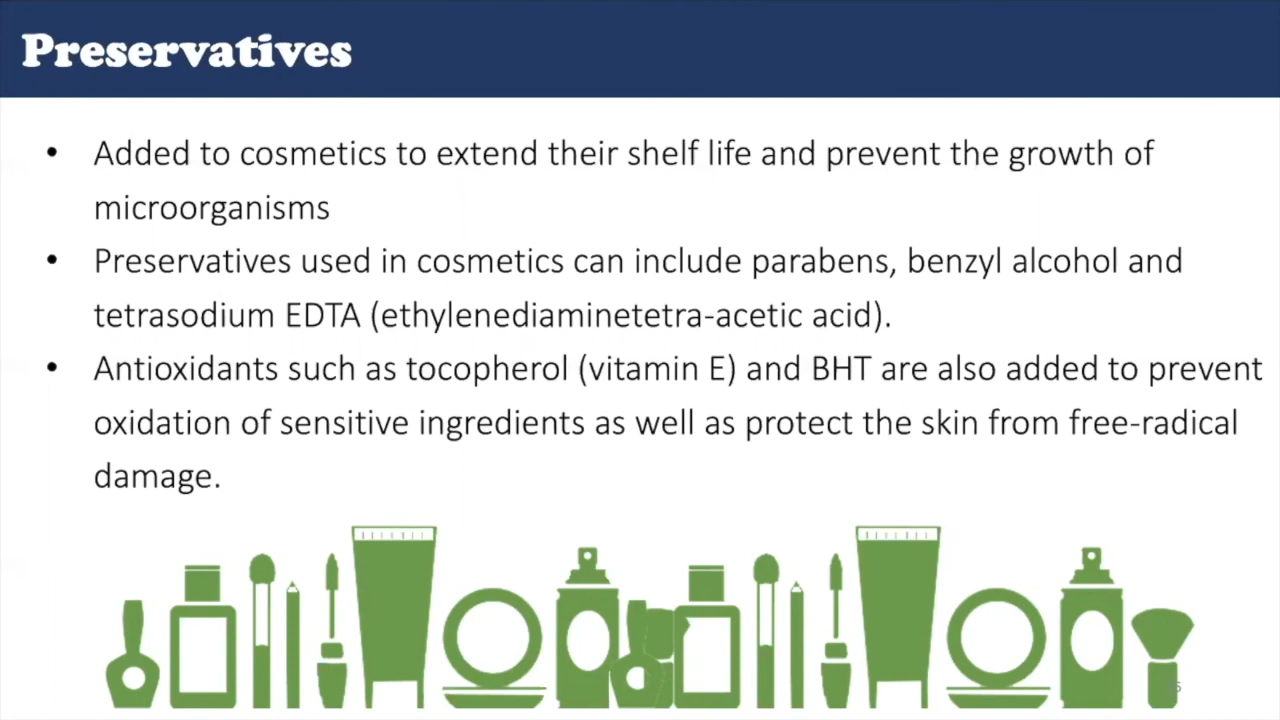 Preservatives
• Added to cosmetics to extend their shelf life and prevent the growth of
microorganisms
• Preservatives used in cosmetics can include parabens, benzyl alcohol and
tetrasodium EDTA (ethylenediaminetetra-acetic acid).
• Antioxidants such as tocopherol (vitamin E) and BHT are also added to prevent
oxidation of sensitive ingredients as well as protect the skin from free-radical
damage.